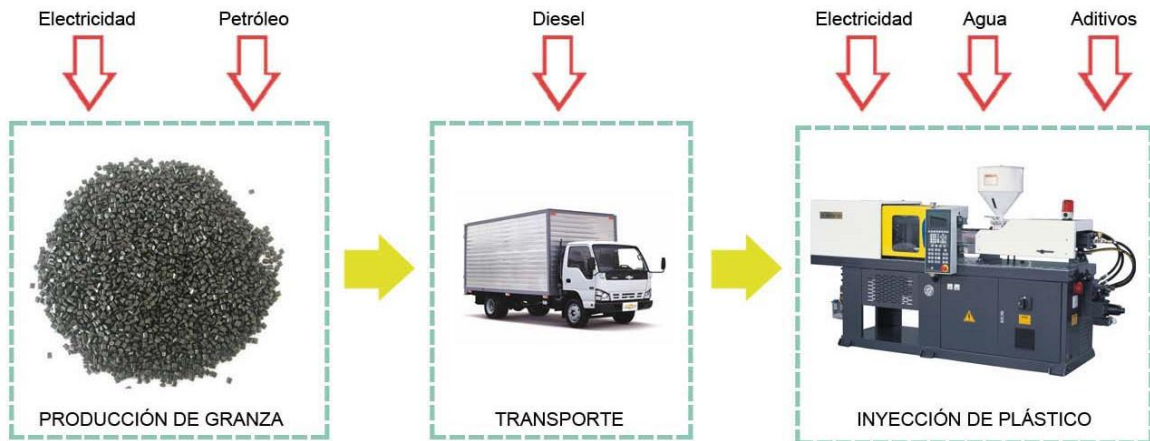 Electricidad
Petróleo
Diesel
Electricidad
Agua
Aditivos
PRODUCCIÓN DE GRANZA
TRANSPORTE
INYECCIÓN DE PLÁSTICO